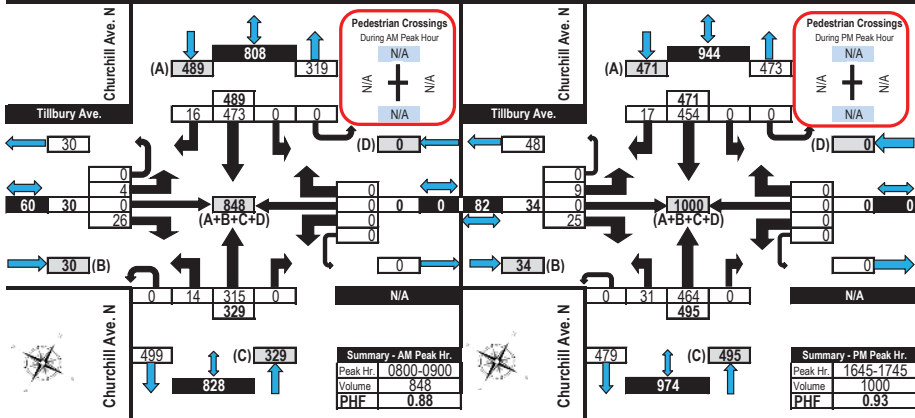 Churchill Ave. N
808
(A) 489 319
489
16 473 0 0
Pedestrian Crossings
During AM Peak Hour
N/A
N/A N/A
N/A
Tillbury Ave.
30
(D) 0
0
4
60 30 0
26
848
(A+B+C+D)
0
0
0
0
0 0
30 (B)
0
0 14 315 0
329
N/A
Churchill Ave. N
499
(C) 329
828
Summary - AM Peak Hr.
Peak Hr. 0800-0900
Volume 848
PHF 0.88
Churchill Ave. N
944
(A) 471 473
471
17 454 0 0
Pedestrian Crossings
During PM Peak Hour
N/A
N/A N/A
N/A
Tillbury Ave.
48
(D) 0
0
9
82 34 0
25
1000
(A+B+C+D)
0
0
0
0
0 0
34 (B)
0
0 31 464 0
495
N/A
Churchill Ave. N
479
(C) 495
974
Summary - PM Peak Hr.
Peak Hr. 1645-1745
Volume 1000
PHF 0.93